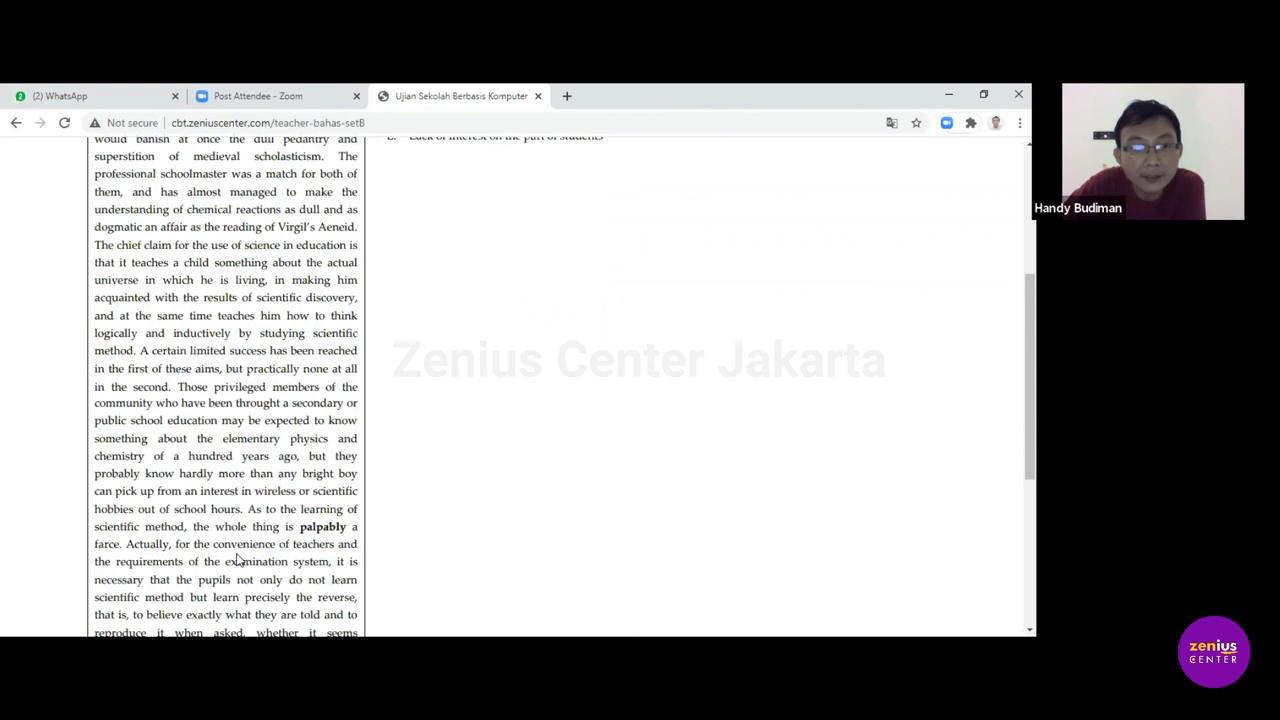 (2) WhatsApp
Post Attendee - Zoom
Ujian Sekolah Berbasis Komputer
Not secure
cbt.zeniuscenter.com/teacher-bahas-setB
would banish at once the dull pedantry and
superstition of medieval scholasticism. The
professional schoolmaster was a match for both of
them, and has almost managed to make the
understanding of chemical reactions as dull and as
dogmatic an affair as the reading of Virgil's Aeneid.
The chief claim for the use of science in education is
that it teaches a child something about the actual
universe in which he is living, in making him
acquainted with the results of scientific discovery,
and at the same time teaches him how to think
logically and inductively by studying scientific
method. A certain limited success has been reached
in the first of these aims, but practically none at all
in the second. Those privileged members of the
community who have been throught a secondary or
public school education may be expected to know
something about the elementary physics and
chemistry of a hundred years ago, but they
probably know hardly more than any bright boy
can pick up from an interest in wireless or scientific
hobbies out of school hours. As to the learning of
scientific method, the whole thing is palpably a
farce. Actually, for the convenience of teachers and
the requirements of the examination system, it is
necessary that the pupils not only do not learn
scientific method but learn precisely the reverse,
that is, to believe exactly what they are told and to
reproduce it when asked, whether it seems
E. Lack of interest on the part of students
Zenius Center Jakarta
Handy Budiman
zenius
CENTER